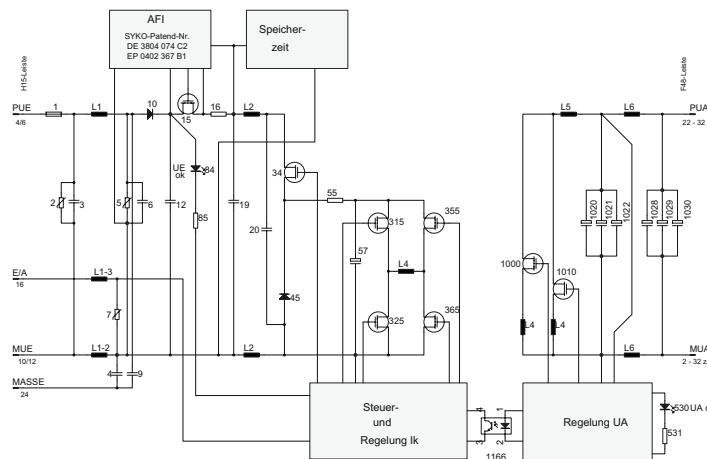 AFI
SYKO-Patend-Nr.
DE 3804 074 C2
EP 0402 367 B1
Speicher-
zeit
H15-Leiste
F48-Leiste
PUE
4/6
1
L1
10
15
16
L2
L5
L6
PUA
22 - 32
UE
ok
84
34
2
3
5
6
12
85
19
20
55
315
355
57
L4
1020
1021
1022
1028
1029
1030
1000
1010
E/A
16
L1-3
7
45
325
365
L4
L4
MUE
10/12
L1-2
L2
L6
MUA
2 - 32 z
MASSE
24
4
9
Steuer-
und
Regelung Ik
4
3
1
2
1166
Regelung UA
530
UA
531